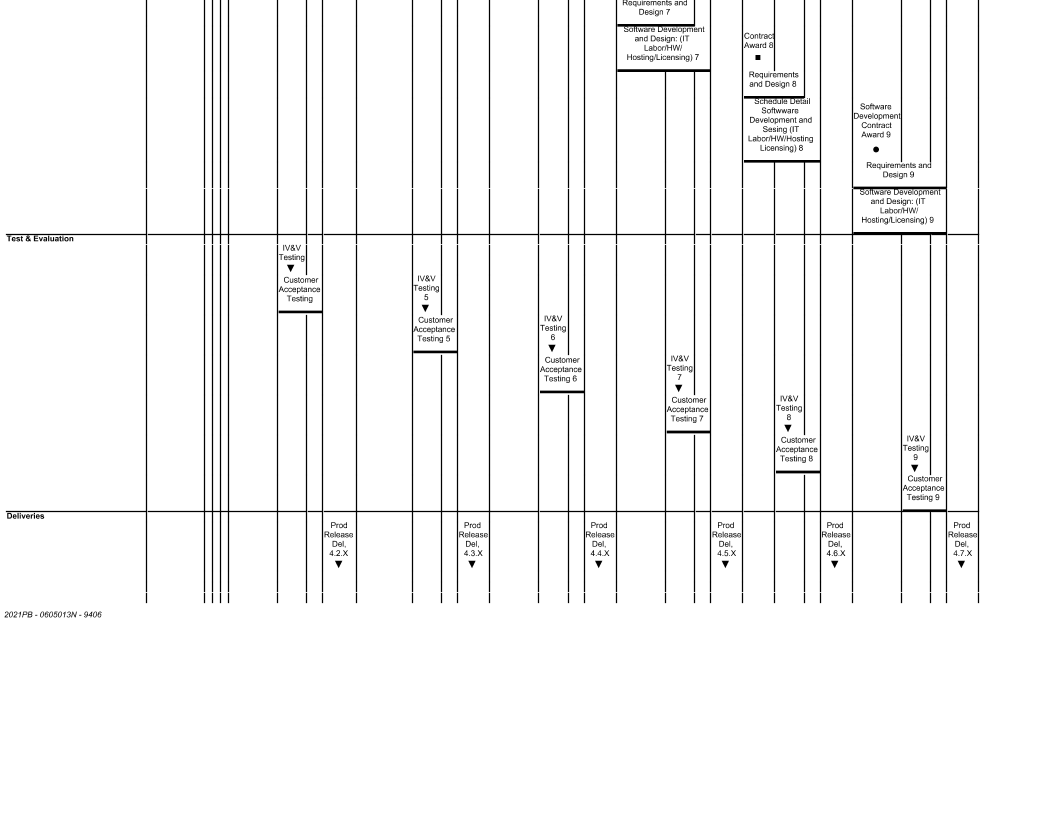 Requirements and
Design 7
Software Development
and Design: (IT
Labor/HW/
Hosting/Licensing) 7
Contract
Award 8
Requirements
and Design 8
Schedule Detail
Softwware
Development and
Sesing (IT
Labor/HW/Hosting
Licensing) 8
Software
Development
Contract
Award 9
Requirements and
Design 9
Software Development
and Design: (IT
Labor/HW/
Hosting/Licensing) 9
Test & Evaluation
IV&V
Testing
Customer
Acceptance
Testing
IV&V
Testing
5
Customer
Acceptance
Testing 5
IV&V
Testing
6
Customer
Acceptance
Testing 6
IV&V
Testing
7
Customer
Acceptance
Testing 7
IV&V
Testing
8
Customer
Acceptance
Testing 8
IV&V
Testing
9
Customer
Acceptance
Testing 9
Deliveries
Prod
Release
Del,
4.2.X
Prod
Release
Del,
4.3.X
Prod
Release
Del,
4.4.X
Prod
Release
Del,
4.5.X
Prod
Release
Del,
4.6.X
Prod
Release
Del,
4.7.X
2021PB - 0605013N - 9406